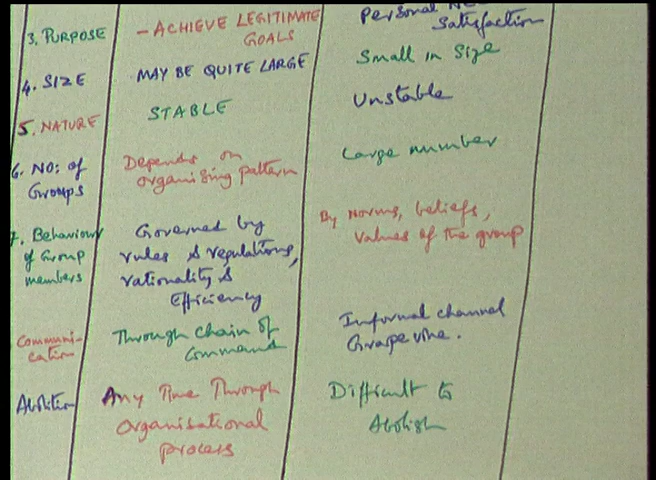 3. PURPOSE
- ACHIEVE LEGITIMATE
GOALS
Personal
Satisfaction
4. SIZE
MAY BE QUITE LARGE
Small in Size
5. NATURE
STABLE
Unstable
6. NO: of
Groups
Depends on
organising pattern
Large number
7. Behaviour
of Group
members
Governed by
rules & regulations,
rationality &
Efficiency
By Norms, beliefs,
values of the group
Communi-
cation
Through Chain of
Command
Informal channel
Grapevine.
Abolition
Any Time Through
Organisational
process
Difficult to
Abolish